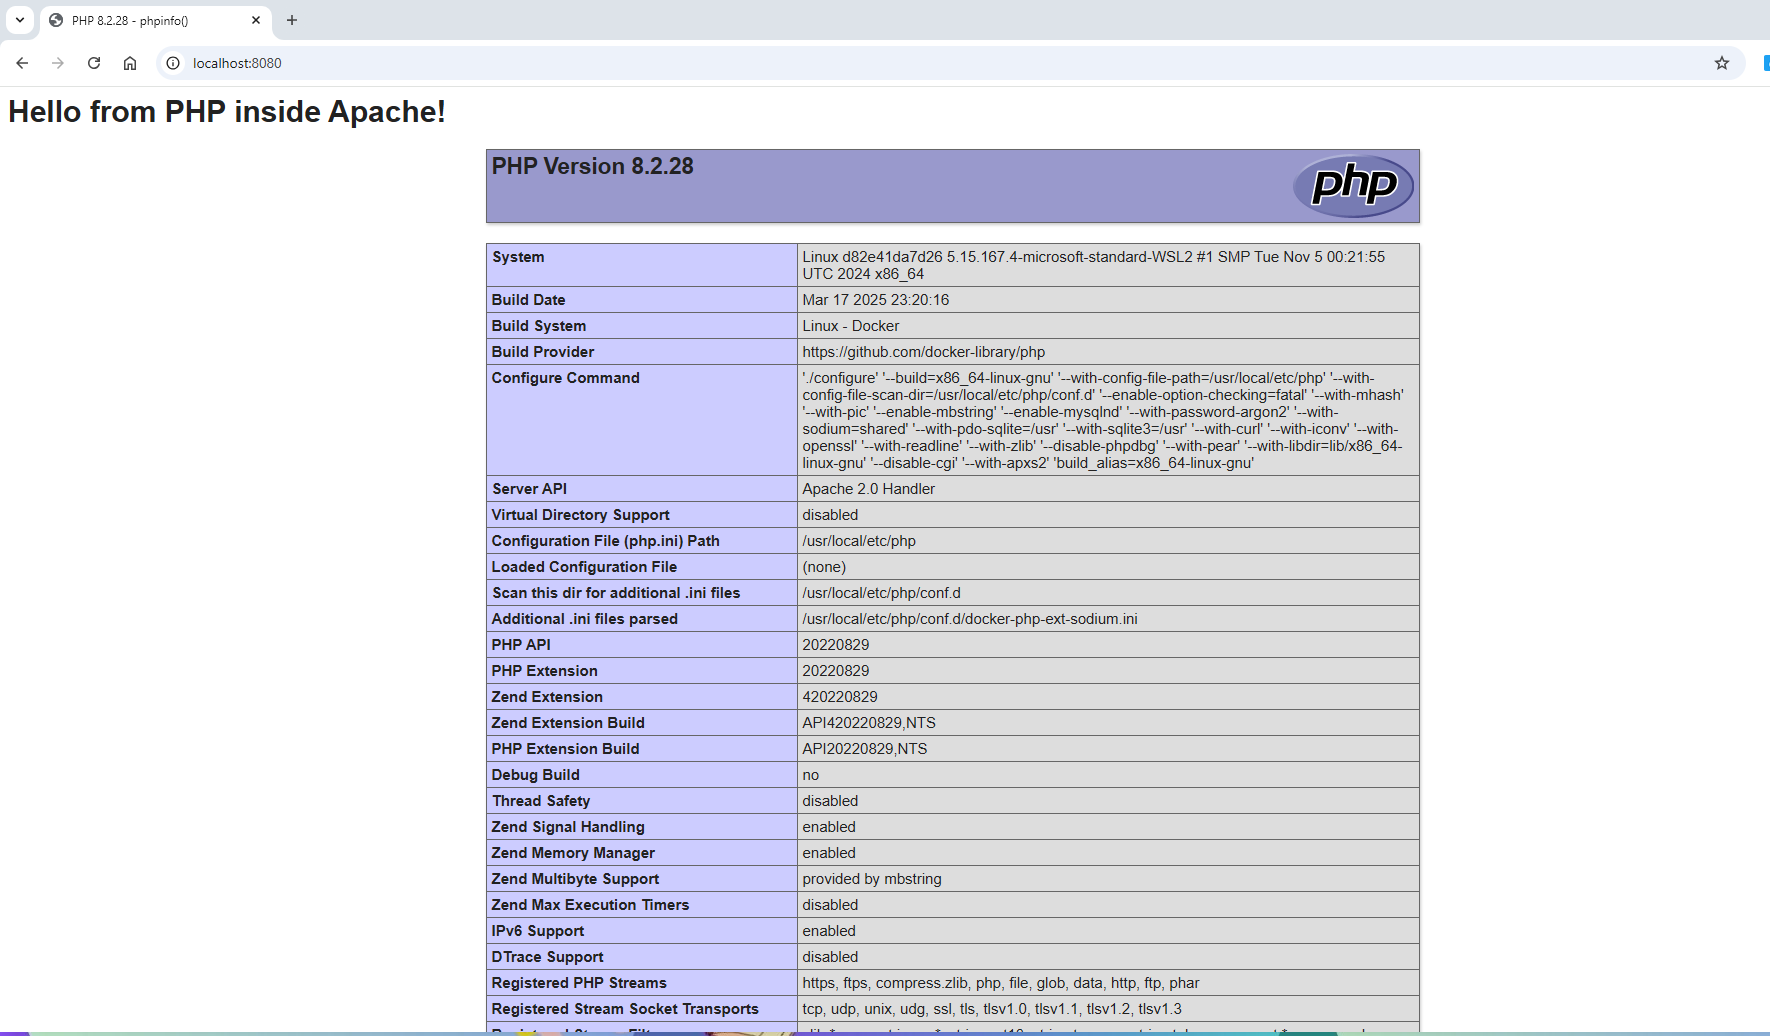 PHP 8.2.28 - phpinfo()
localhost:8080
Hello from PHP inside Apache!
PHP Version 8.2.28
php
System Linux d82e41da7d26 5.15.167.4-microsoft-standard-WSL2 #1 SMP Tue Nov 5 00:21:55
UTC 2024 x86_64
Build Date Mar 17 2025 23:20:16
Build System Linux - Docker
Build Provider https://github.com/docker-library/php
Configure Command './configure' '--build=x86_64-linux-gnu' '--with-config-file-path=/usr/local/etc/php' '--with-
config-file-scan-dir=/usr/local/etc/php/conf.d' '--enable-option-checking=fatal' '--with-mhash'
'--with-pic' '--enable-mbstring' '--enable-mysqlnd' '--with-password-argon2' '--with-
sodium=shared' '--with-pdo-sqlite=/usr' '--with-sqlite3=/usr' '--with-curl' '--with-iconv' '--with-
openssl' '--with-readline' '--with-zlib' '--disable-phpdbg' '--with-pear' '--with-libdir=lib/x86_64-
linux-gnu' '--disable-cgi' '--with-apxs2' 'build_alias=x86_64-linux-gnu'
Server API Apache 2.0 Handler
Virtual Directory Support disabled
Configuration File (php.ini) Path /usr/local/etc/php
Loaded Configuration File (none)
Scan this dir for additional .ini files /usr/local/etc/php/conf.d
Additional .ini files parsed /usr/local/etc/php/conf.d/docker-php-ext-sodium.ini
PHP API 20220829
PHP Extension 20220829
Zend Extension 420220829
Zend Extension Build API420220829,NTS
PHP Extension Build API20220829,NTS
Debug Build no
Thread Safety disabled
Zend Signal Handling enabled
Zend Memory Manager enabled
Zend Multibyte Support provided by mbstring
Zend Max Execution Timers disabled
IPv6 Support enabled
DTrace Support disabled
Registered PHP Streams https, ftps, compress.zlib, php, file, glob, data, http, ftp, phar
Registered Stream Socket Transports tcp, udp, unix, udg, ssl, tls, tlsv1.0, tlsv1.1, tlsv1.2, tlsv1.3